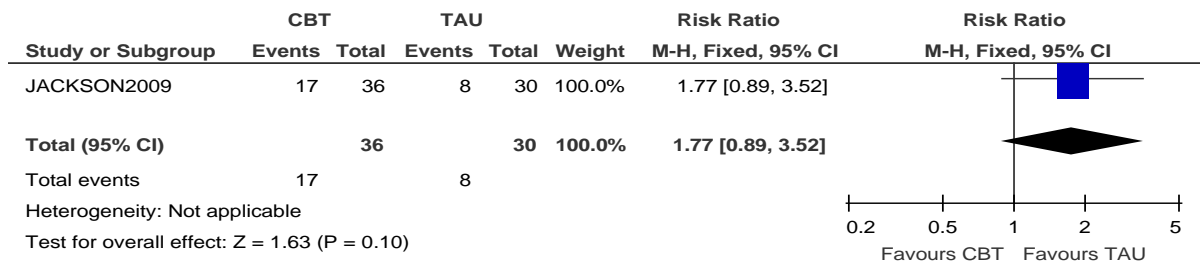 CBT TAU Risk Ratio Risk Ratio
Study or Subgroup Events Total Events Total Weight M-H, Fixed, 95% CI M-H, Fixed, 95% CI
JACKSON2009 17 36 8 30 100.0% 1.77 [0.89, 3.52]
Total (95% CI) 36 30 100.0% 1.77 [0.89, 3.52]
Total events 17 8
Heterogeneity: Not applicable
Test for overall effect: Z = 1.63 (P = 0.10)
0.2 0.5 1 2 5
Favours CBT Favours TAU